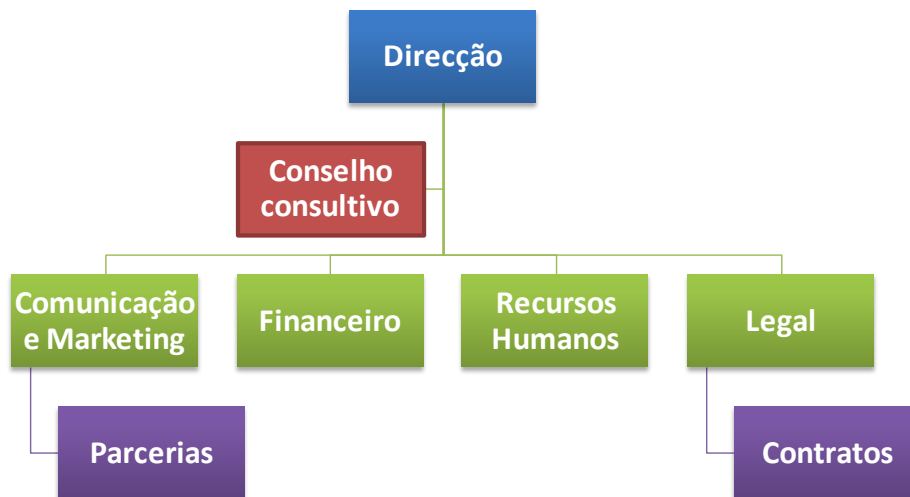 Direcção
Conselho
consultivo
Comunicação
e Marketing
Financeiro
Recursos
Humanos
Legal
Parcerias
Contratos